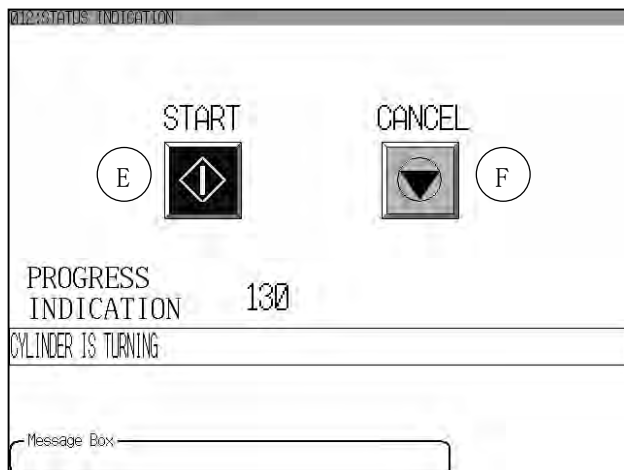 012:STATUS INDICATION
START CANCEL
E F
PROGRESS
INDICATION 130
CYLINDER IS TURNING
Message Box